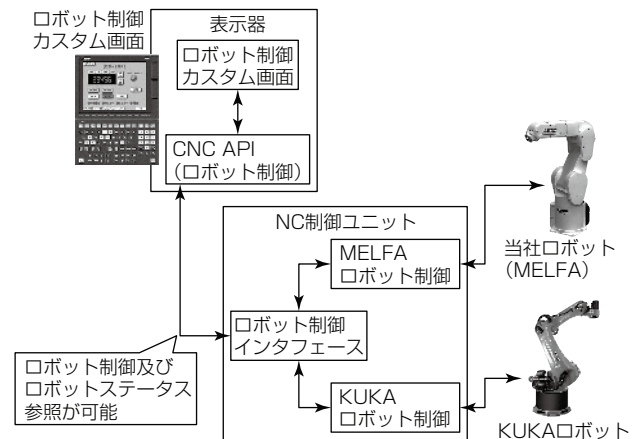 ロボット制御
カスタム画面
表示器
ロボット制御
カスタム画面
CNC API
（ロボット制御）
NC制御ユニット
MELFA
ロボット制御
当社ロボット
（MELFA）
ロボット制御
インタフェース
ロボット制御及び
ロボットステータス
参照が可能
KUKA
ロボット制御
KUKAロボット